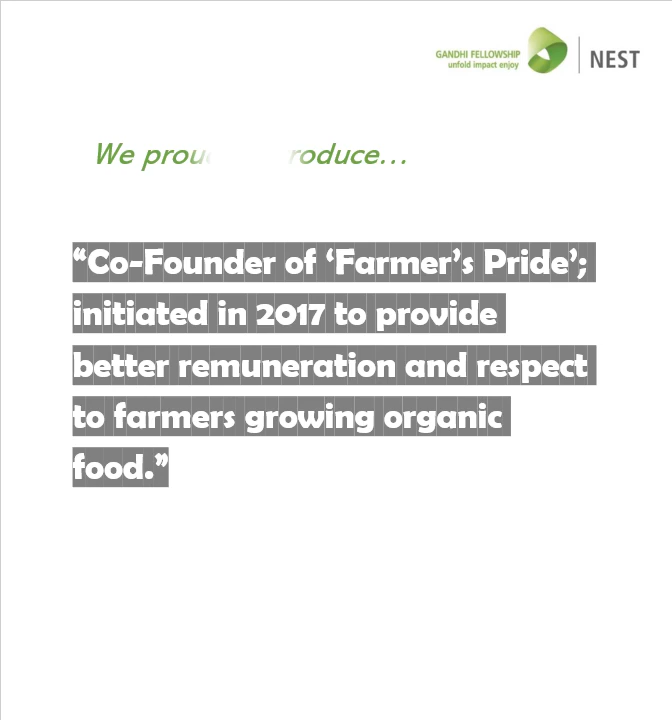 GANDHI FELLOWSHIP
unfold impact enjoy
NEST
We produce…
“Co-Founder of ‘Farmer’s Pride’;
initiated in 2017 to provide
better remuneration and respect
to farmers growing organic
food.”